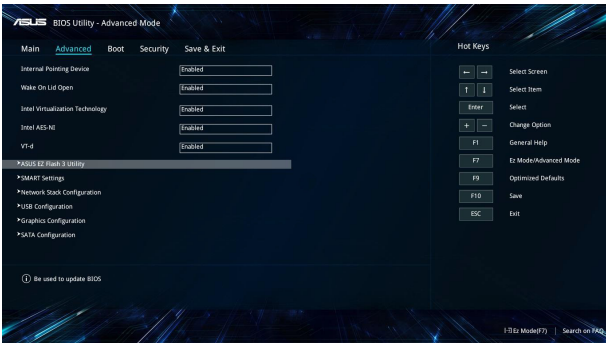 ASUS BIOS Utility - Advanced Mode
Main Advanced Boot Security Save & Exit
Internal Pointing Device Enabled
Wake On Lid Open Enabled
Intel Virtualization Technology Enabled
Intel AES-NI Enabled
VT-d Enabled
ASUS EZ Flash 3 Utility
SMART Settings
Network Stack Configuration
USB Configuration
Graphics Configuration
SATA Configuration
Be used to update BIOS
Hot Keys
← → Select Screen
↑ ↓ Select Item
Enter Select
+ − Change Option
F1 General Help
F7 Ez Mode/Advanced Mode
F9 Optimized Defaults
F10 Save
ESC Exit
Ez Mode(F7) | Search on FAQ